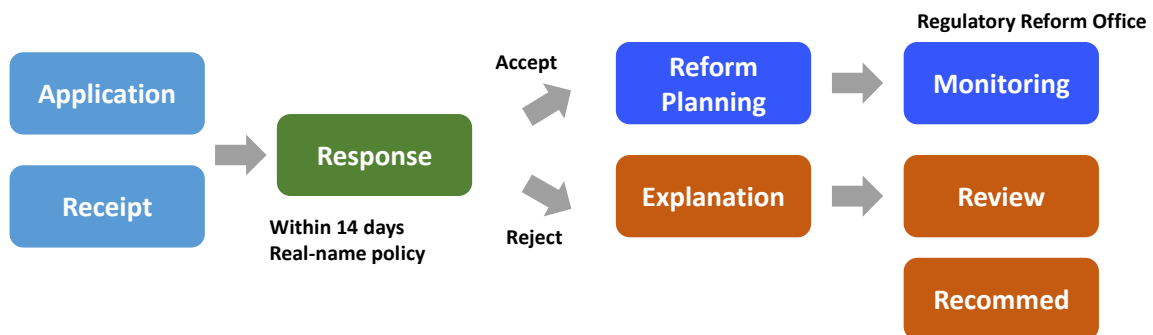 Regulatory Reform Office
Application
Receipt
Response
Within 14 days
Real-name policy
Accept
Reject
Reform
Planning
Monitoring
Explanation
Review
Recommed